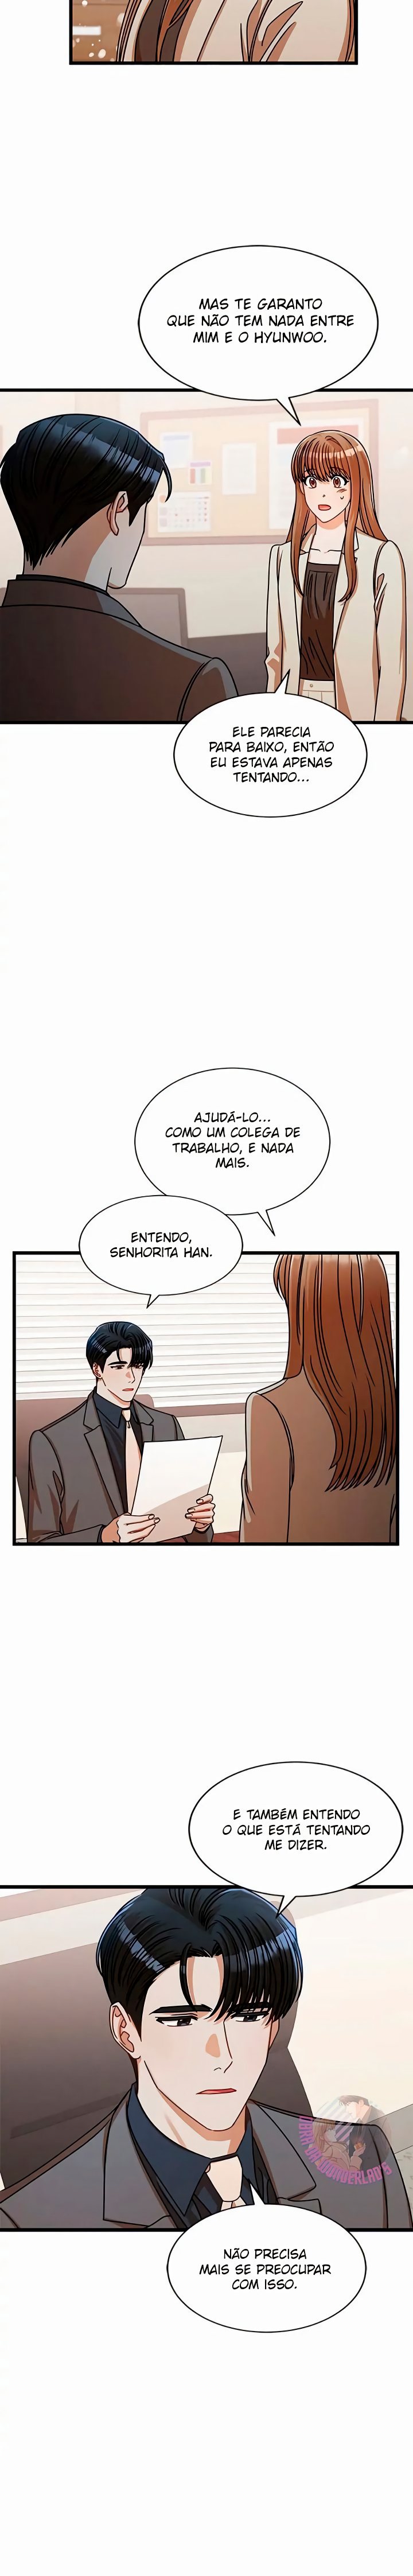 MAS TE GARANTO
QUE NÃO TEM NADA ENTRE
MIM E O HYUNWOO.
ELE PARECIA
PARA BAIXO, ENTÃO
EU ESTAVA APENAS
TENTANDO...
AJUDÁ-LO...
COMO UM COLEGA DE
TRABALHO, E NADA
MAIS.
ENTENDO,
SENHORITA HAN.
E TAMBÉM ENTENDO
O QUE ESTÁ TENTANDO
ME DIZER.
NÃO PRECISA
MAIS SE PREOCUPAR
COM ISSO.